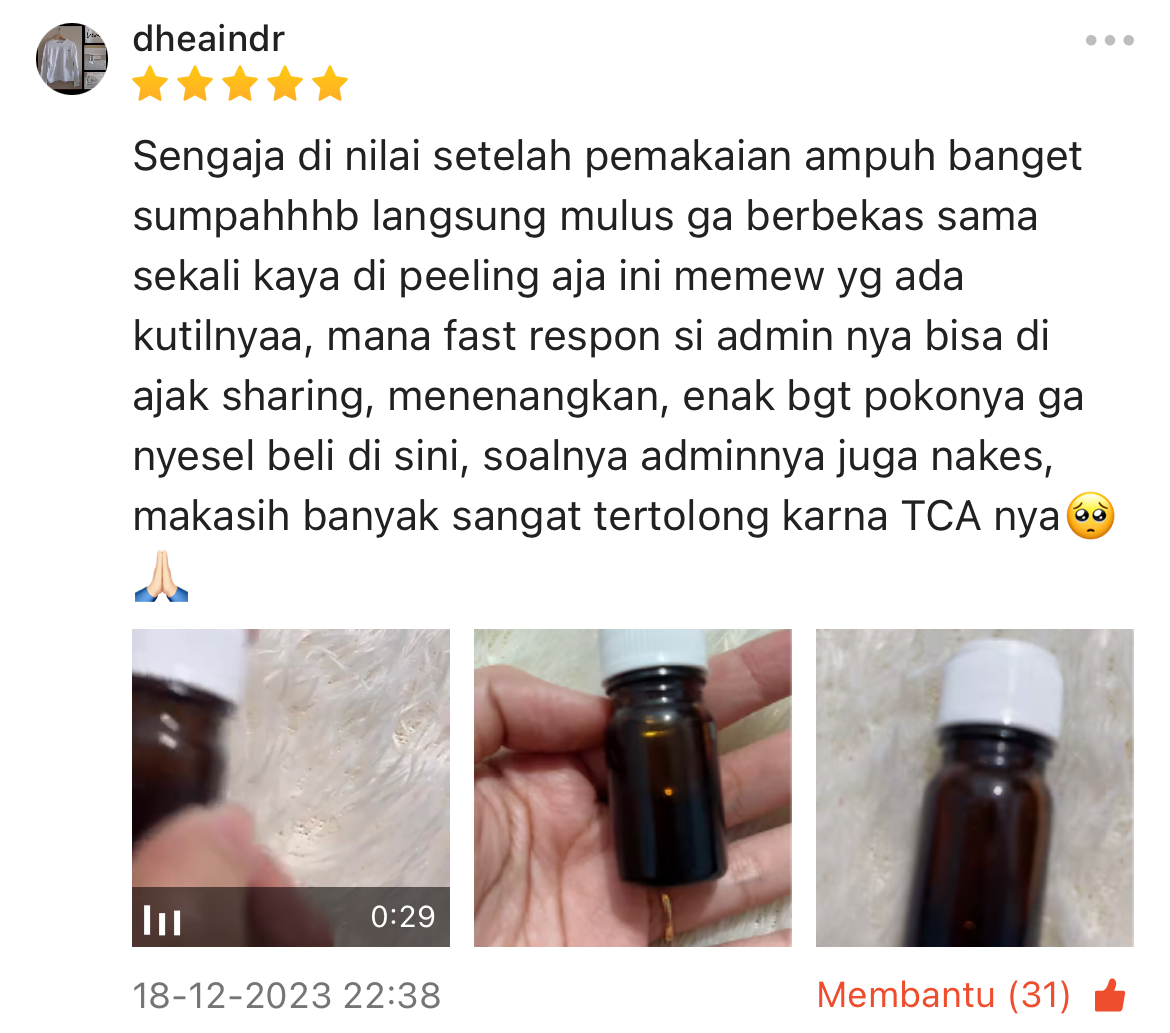 dheaindr
Sengaja di nilai setelah pemakaian ampuh banget
sumpahhhb langsung mulus ga berbekas sama
sekali kaya di peeling aja ini memew yg ada
kutilnyaa, mana fast respon si admin nya bisa di
ajak sharing, menenangkan, enak bgt pokonya ga
nyesel beli di sini, soalnya adminnya juga nakes,
makasih banyak sangat tertolong karna TCA nya🥺
🙏🏻
0:29
18-12-2023 22:38
Membantu (31)